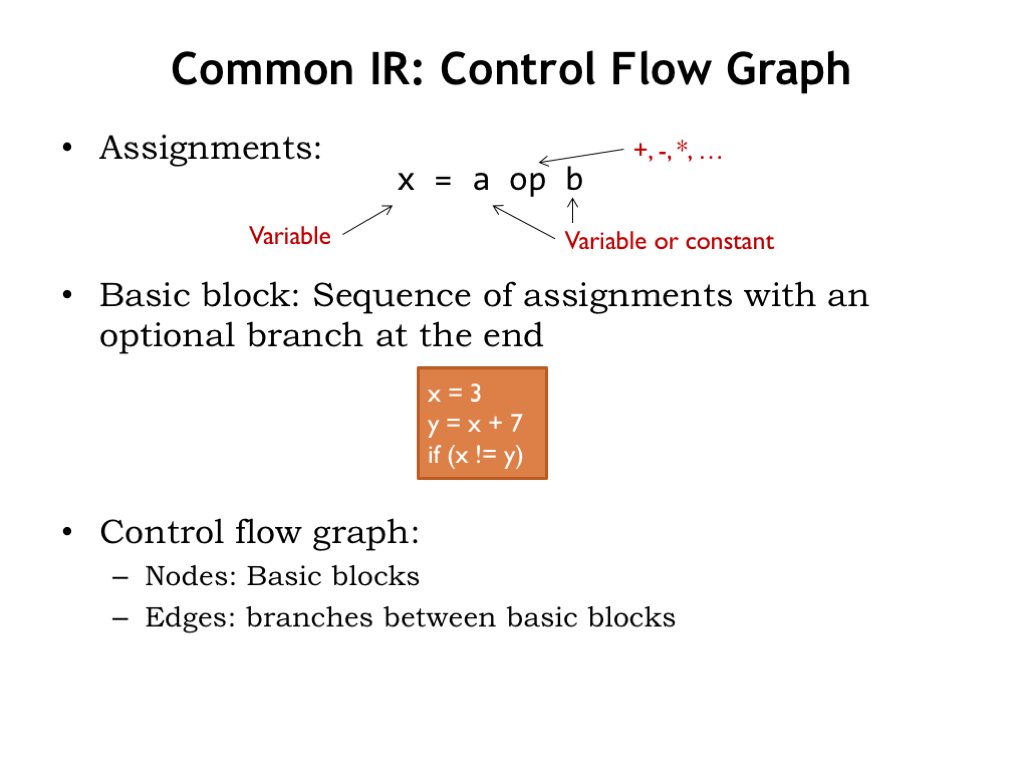 Common IR: Control Flow Graph
• Assignments:
+, -, *, …
x = a op b
Variable
Variable or constant
• Basic block: Sequence of assignments with an
optional branch at the end
x = 3
y = x + 7
if (x != y)
• Control flow graph:
– Nodes: Basic blocks
– Edges: branches between basic blocks